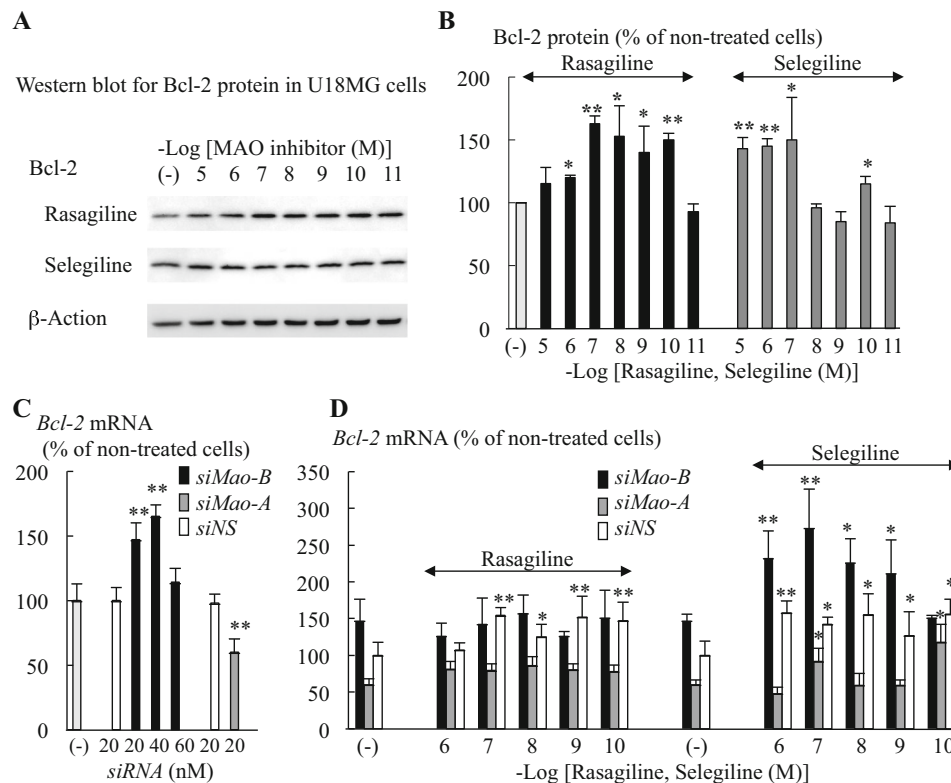 A
Western blot for Bcl-2 protein in U18MG cells
-Log [MAO inhibitor (M)]
Bcl-2
(-) 5 6 7 8 9 10 11
Rasagiline
Selegiline
β-Action
B
Bcl-2 protein (% of non-treated cells)
Rasagiline
Selegiline
200
150
100
50
0
** * * ** *
** ** * *
(-) 5 6 7 8 9 10 11 5 6 7 8 9 10 11
-Log [Rasagiline, Selegiline (M)]
C
Bcl-2 mRNA
(% of non-treated cells)
200
150
100
50
0
siMao-B
siMao-A
siNS
** ** **
(-) 20 20 40 60 20 20
siRNA (nM)
D
Bcl-2 mRNA (% of non-treated cells)
350
300
250
200
150
100
50
0
siMao-B
siMao-A
siNS
Rasagiline
Selegiline
** * ** **
** ** ** * * * * * * *
(-) 6 7 8 9 10 (-) 6 7 8 9 10
-Log [Rasagiline, Selegiline (M)]